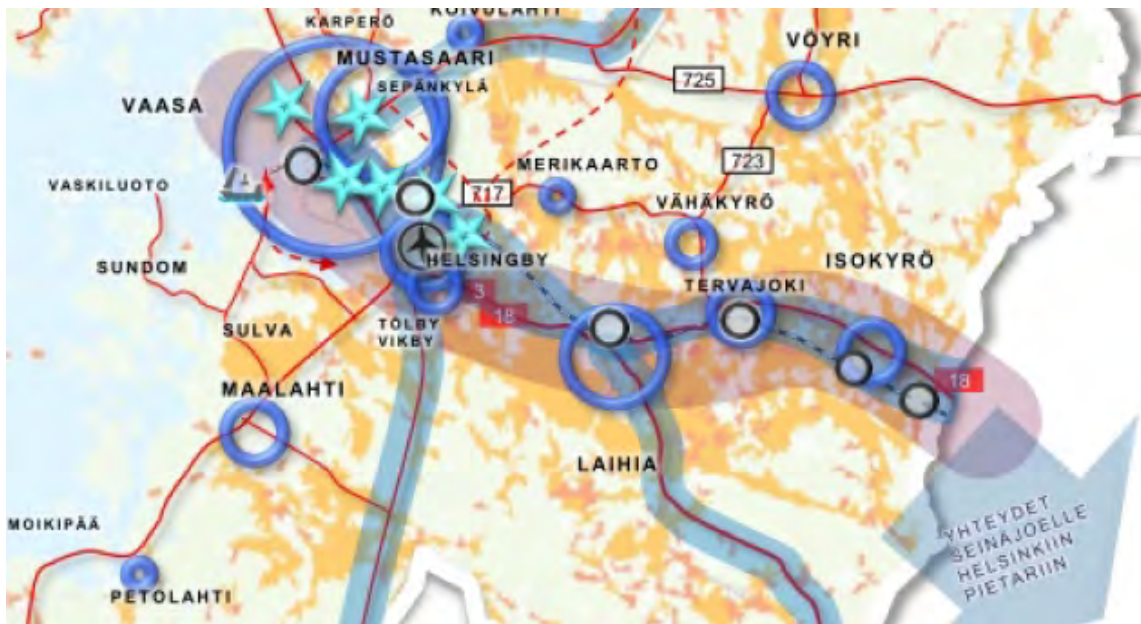 KOIVULAHTI
KARPERÖ
MUSTASAARI
VÖYRI
SEPÄNKYLÄ
725
VAASA
723
MERIKAARTO
717
VASKILUOTO
VÄHÄKYRÖ
ISOKYRÖ
SUNDOM
HELSINGBY
TERVAJOKI
3
18
SULVA
TÖLBY
VIKBY
18
MAALAHTI
LAIHIA
MOIKIPÄÄ
YHTEYDET
SEINÄJOELLE
HELSINKIIN
PIETARIIN
PETOLAHTI